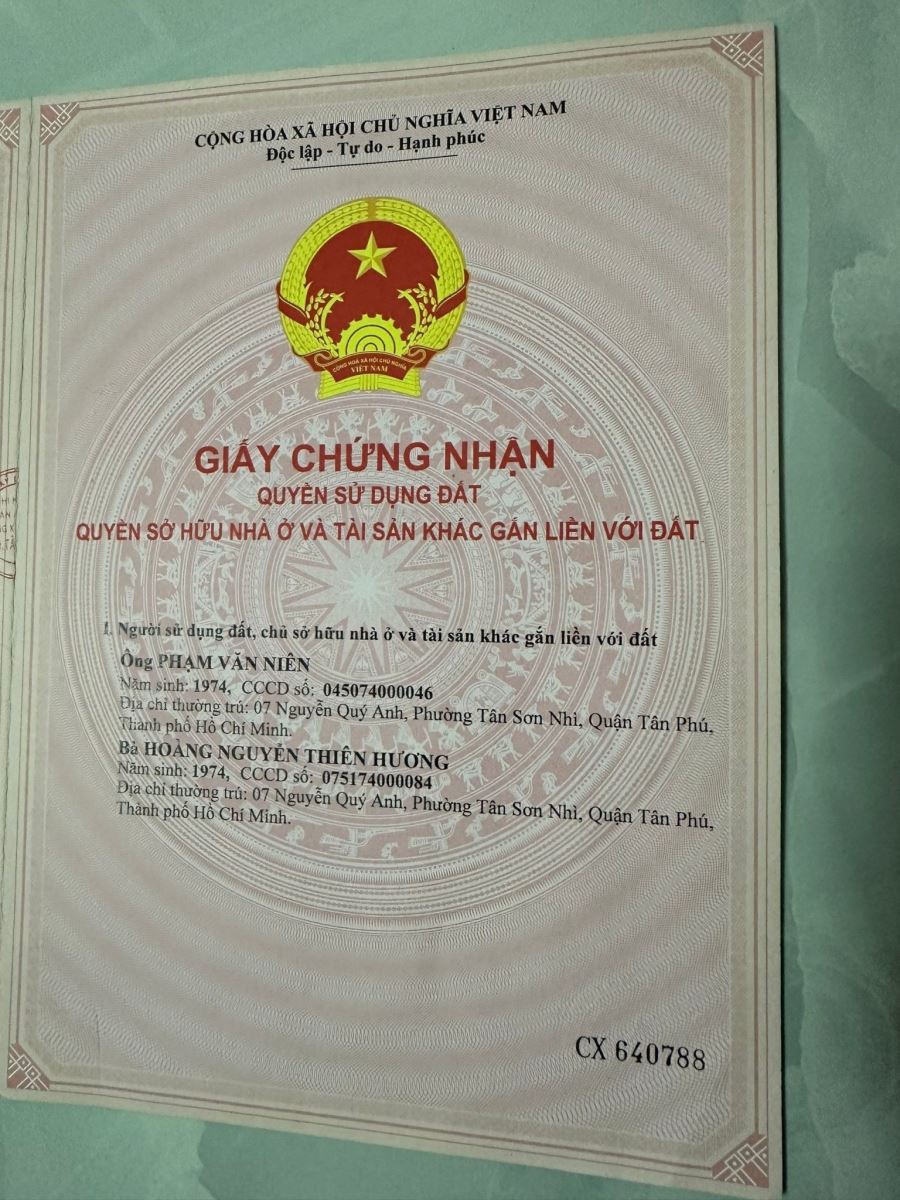 CỘNG HÒA XÃ HỘI CHỦ NGHĨA VIỆT NAM
Độc lập - Tự do - Hạnh phúc
CỘNG HOÀ XÃ HỘI CHỦ NGHĨA
VIỆT NAM
GIẤY CHỨNG NHẬN
QUYỀN SỬ DỤNG ĐẤT
QUYỀN SỞ HỮU NHÀ Ở VÀ TÀI SẢN KHÁC GẮN LIỀN VỚI ĐẤT
I. Người sử dụng đất, chủ sở hữu nhà ở và tài sản khác gắn liền với đất
Ông PHẠM VĂN NIÊN
Năm sinh: 1974, CCCD số: 045074000046
Địa chỉ thường trú: 07 Nguyễn Quý Anh, Phường Tân Sơn Nhì, Quận Tân Phú,
Thành phố Hồ Chí Minh.
Bà HOÀNG NGUYỄN THIÊN HƯƠNG
Năm sinh: 1974, CCCD số: 075174000084
Địa chỉ thường trú: 07 Nguyễn Quý Anh, Phường Tân Sơn Nhì, Quận Tân Phú,
Thành phố Hồ Chí Minh.
CX 640788